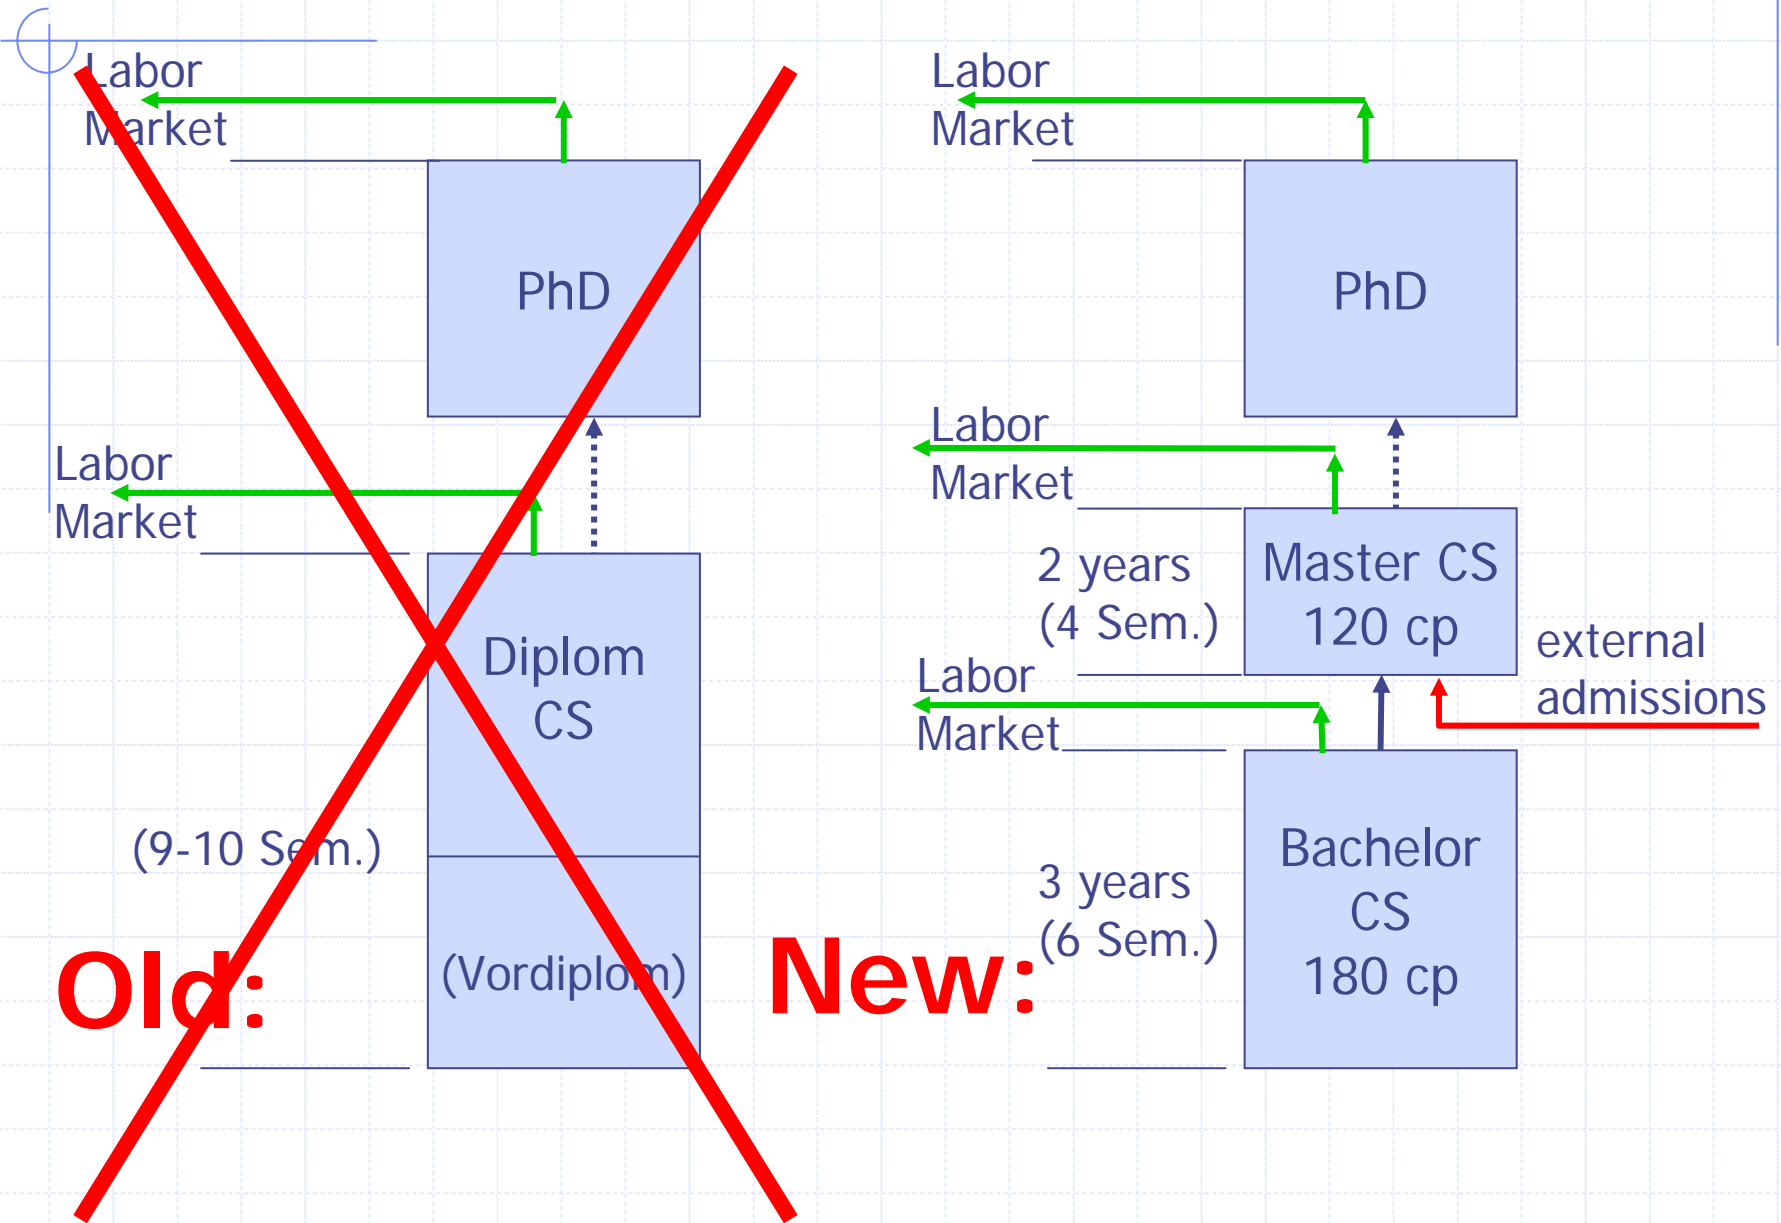 Labor
Market
PhD
Labor
Market
Diplom
CS
(9-10 Sem.)
(Vordiplom)
Old:
Labor
Market
PhD
Labor
Market
2 years
(4 Sem.)
Master CS
120 cp
external
admissions
Labor
Market
3 years
(6 Sem.)
Bachelor
CS
180 cp
New: